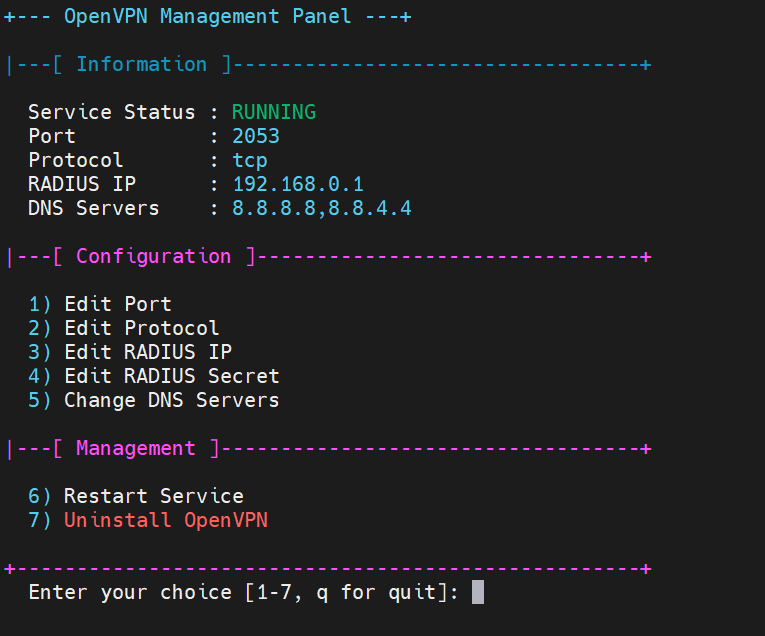 +--- OpenVPN Management Panel ---+
|---[ Information ]----------------------------------+
Service Status : RUNNING
Port           : 2053
Protocol       : tcp
RADIUS IP      : 192.168.0.1
DNS Servers    : 8.8.8.8,8.8.4.4
|---[ Configuration ]--------------------------------+
1) Edit Port
2) Edit Protocol
3) Edit RADIUS IP
4) Edit RADIUS Secret
5) Change DNS Servers
|---[ Management ]-----------------------------------+
6) Restart Service
7) Uninstall OpenVPN
+----------------------------------------------------+
Enter your choice [1-7, q for quit]: